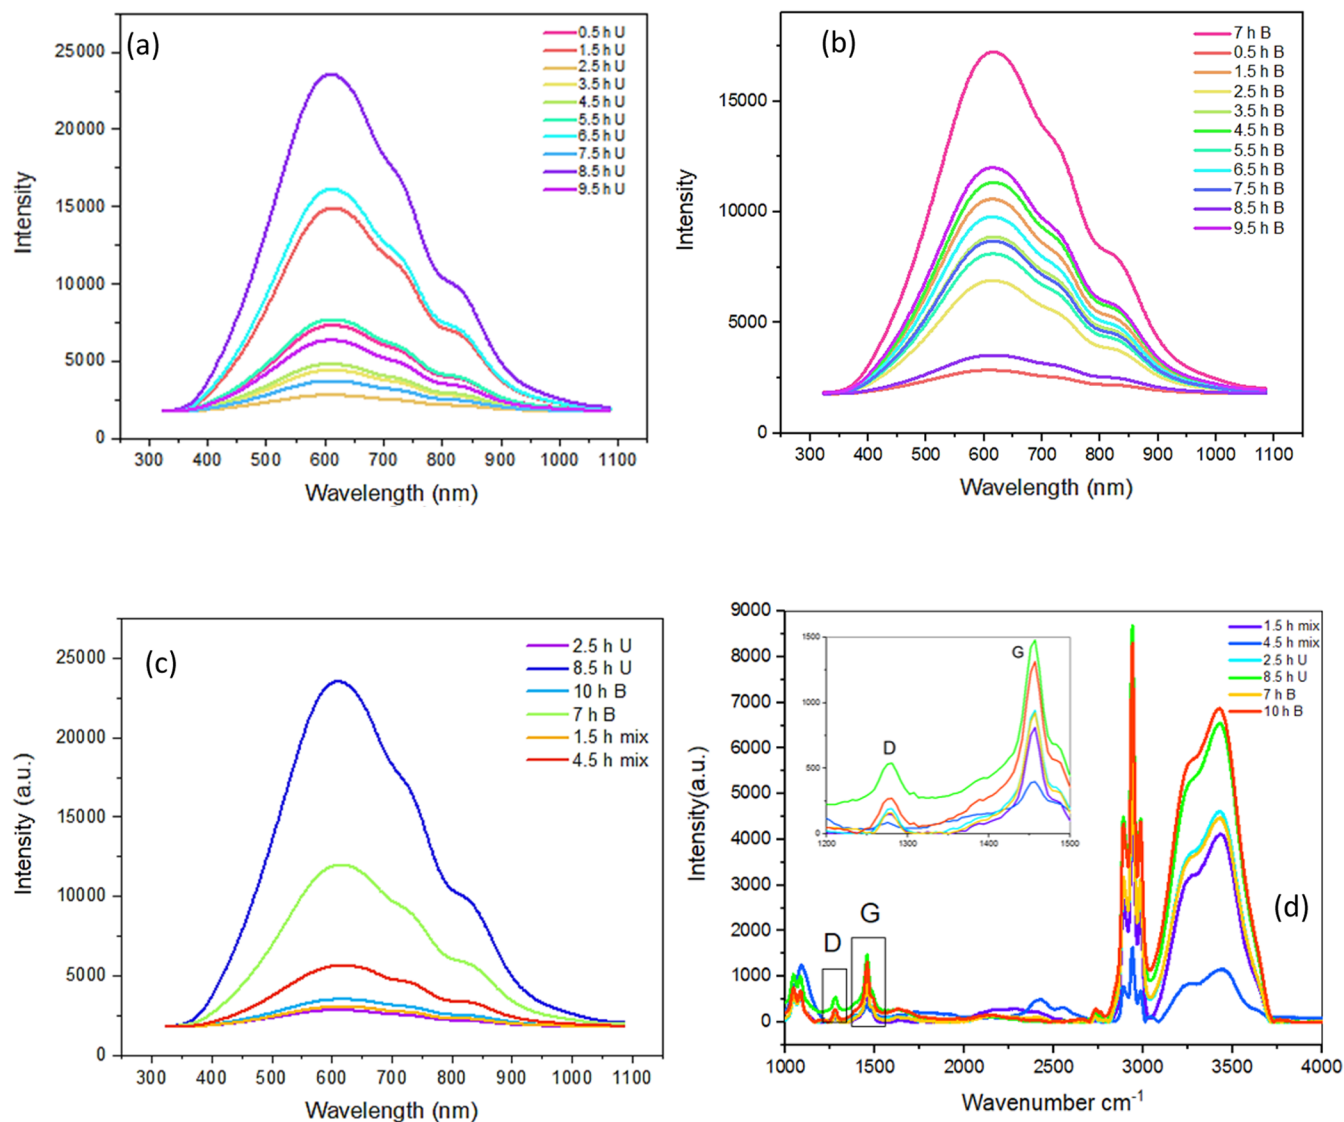 (a)
0.5 h U
1.5 h U
2.5 h U
3.5 h U
4.5 h U
5.5 h U
6.5 h U
7.5 h U
8.5 h U
9.5 h U
25000
20000
15000
10000
5000
0
Intensity
300 400 500 600 700 800 900 1000 1100
Wavelength (nm)
(b)
7 h B
0.5 h B
1.5 h B
2.5 h B
3.5 h B
4.5 h B
5.5 h B
6.5 h B
7.5 h B
8.5 h B
9.5 h B
15000
10000
5000
0
Intensity
300 400 500 600 700 800 900 1000 1100
Wavelength (nm)
(c)
2.5 h U
8.5 h U
10 h B
7 h B
1.5 h mix
4.5 h mix
25000
20000
15000
10000
5000
0
Intensity (a.u.)
300 400 500 600 700 800 900 1000 1100
Wavelength (nm)
(d)
1.5 h mix
4.5 h mix
2.5 U
8.5 h U
7 h B
10 h B
9000
8000
7000
6000
5000
4000
3000
2000
1000
0
Intensity(a.u.)
1500
1000
500
0
D
G
1200 1300 1400 1500
D
G
1000 1500 2000 2500 3000 3500 4000
Wavenumber cm-1